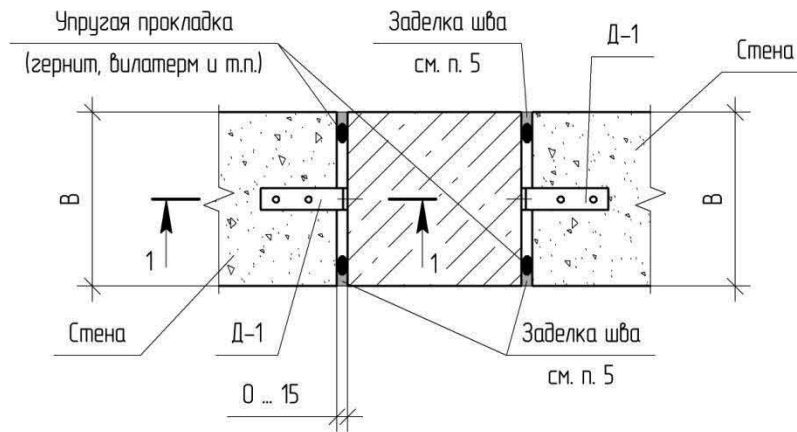 Упругая прокладка
(гернит, вилатерм и т.п.)
Заделка шва
см. п. 5
Д-1
Стена
В
В
1
1
Стена
Д-1
Заделка шва
см. п. 5
0 ... 15